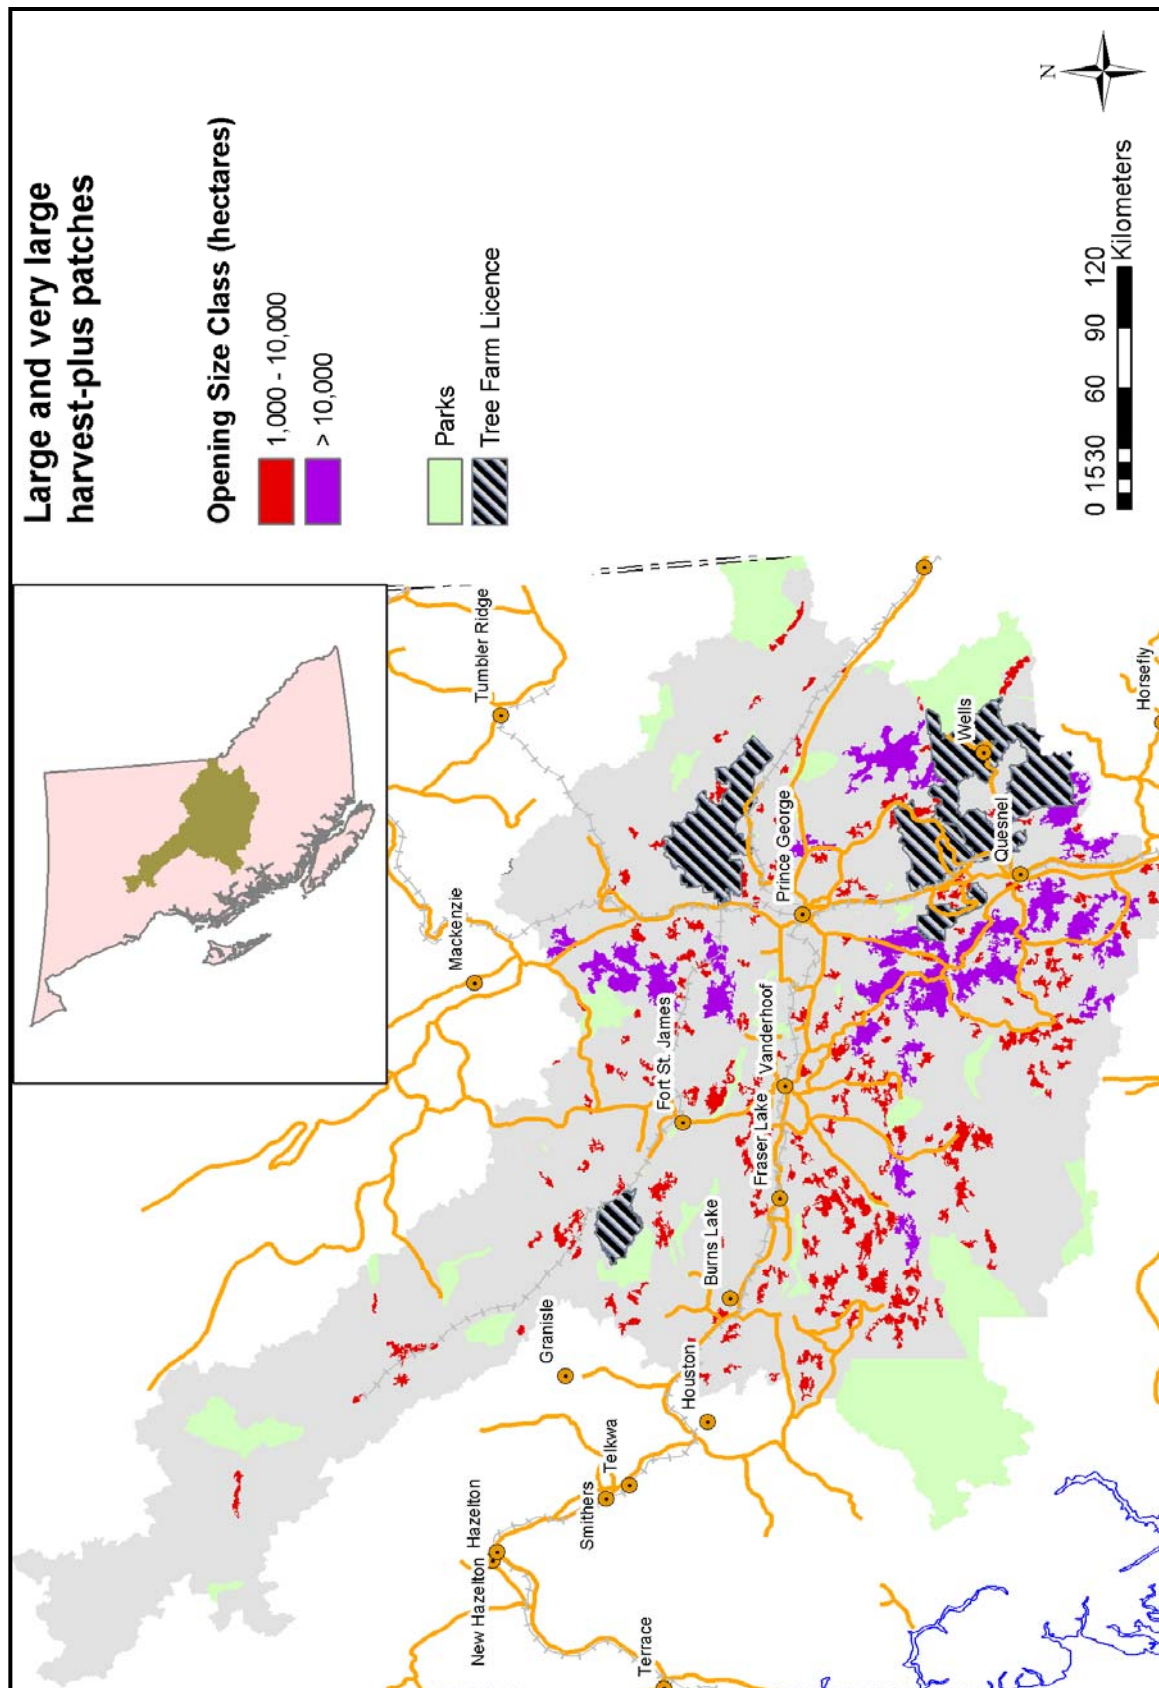 Large and very large
harvest-plus patches
Opening Size Class (hectares)
1,000 - 10,000
> 10,000
Parks
Tree Farm Licence
N
0 15 30 60 90 120
Kilometers
Tumbler Ridge
Mackenzie
Wells
Horsefly
Quesnel
Prince George
Fort St. James
Vanderhoof
Fraser Lake
Burns Lake
Granisle
Houston
Telkwa
Smithers
Hazelton
New Hazelton
Terrace